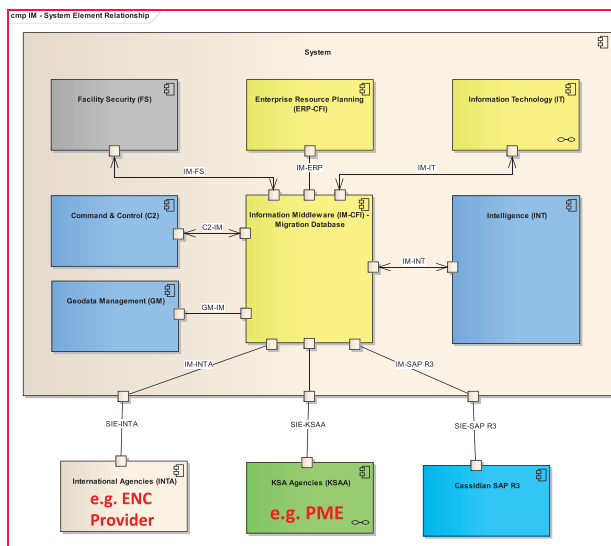 cmp IM - System Element Relationship
System
Facility Security (FS)
Enterprise Resource Planning
(ERP-CFI)
Information Technology (IT)
IM-FS
IM-ERP
IM-IT
Command & Control (C2)
C2-IM
Information Middleware (IM-CFI) -
Migration Database
Intelligence (INT)
IM-INT
Geodata Management (GM)
GM-IM
IM-INTA
IM-SAP R3
SIE-INTA
SIE-KSAA
SIE-SAP R3
International Agencies (INTA)
e.g. ENC
Provider
KSA Agencies (KSAA)
e.g. PME
Cassidian SAP R3